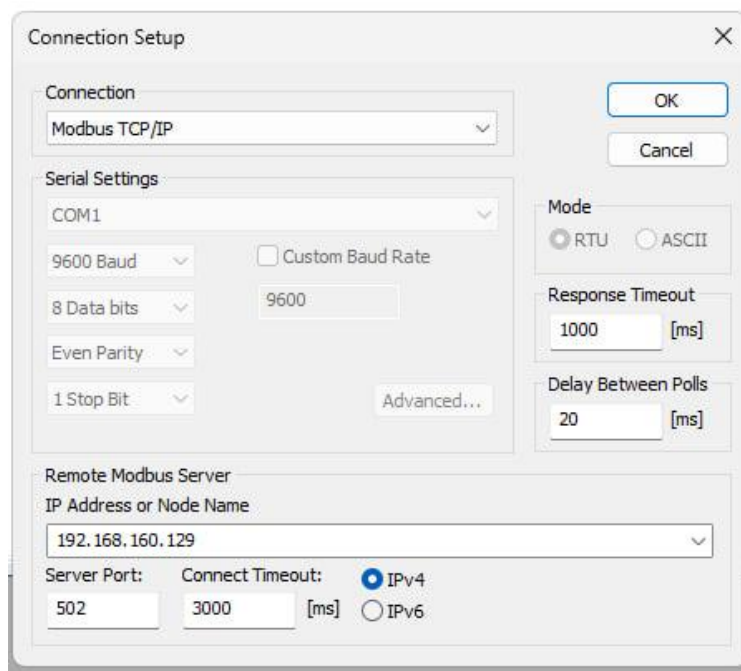 Connection Setup
Connection
OK
Modbus TCP/IP
Cancel
Serial Settings
COM1
Mode
RTU ASCII
9600 Baud Custom Baud Rate
8 Data bits 9600
Response Timeout
1000 [ms]
Even Parity
Delay Between Polls
1 Stop Bit Advanced...
20 [ms]
Remote Modbus Server
IP Address or Node Name
192.168.160.129
Server Port: Connect Timeout: IPv4
502 3000 [ms] IPv6